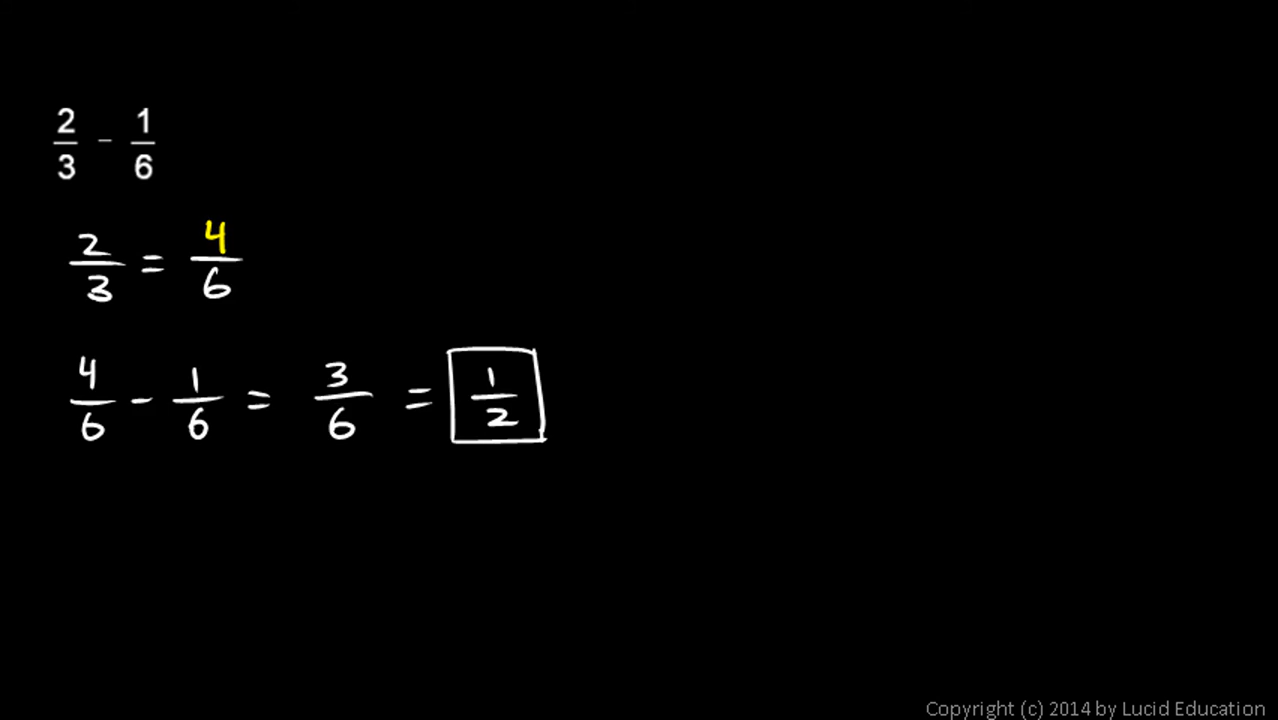 2/3 - 1/6
2/3 = 4/6
4/6 - 1/6 = 3/6 = 1/2
Copyright (c) 2014 by Lucid Education